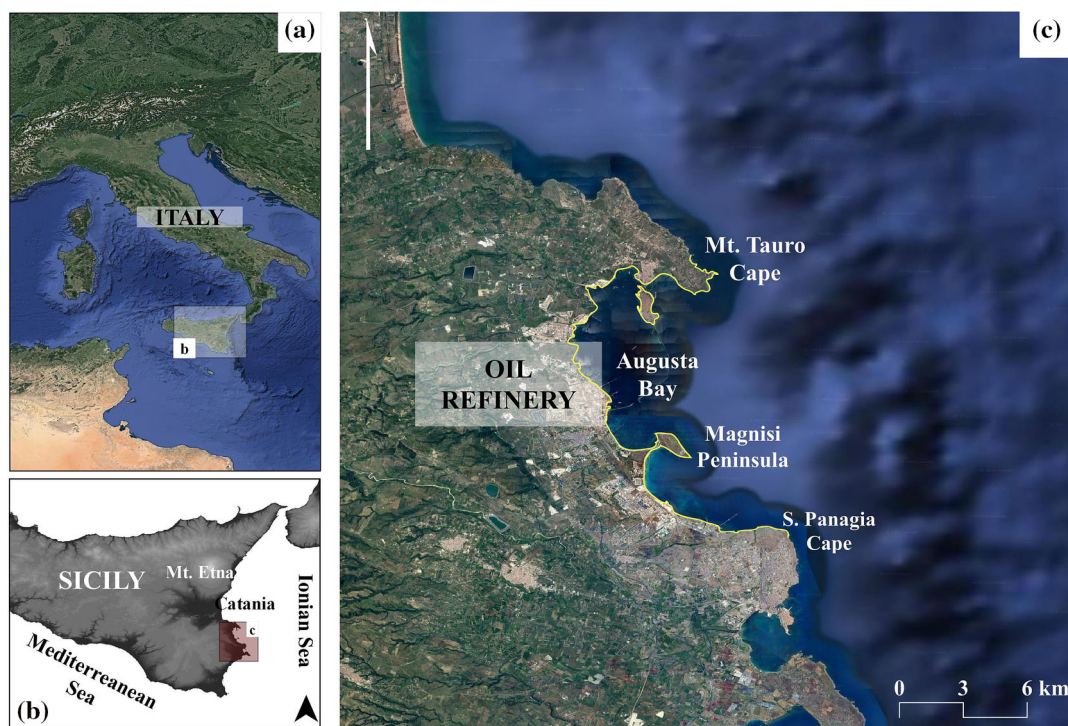 (a)
ITALY
b
(b)
SICILY
Mt. Etna
Catania
c
Ionian Sea
Mediterranean
Sea
(c)
Mt. Tauro
Cape
OIL
REFINERY
Augusta
Bay
Magnisi
Peninsula
S. Panagia
Cape
0 3 6 km